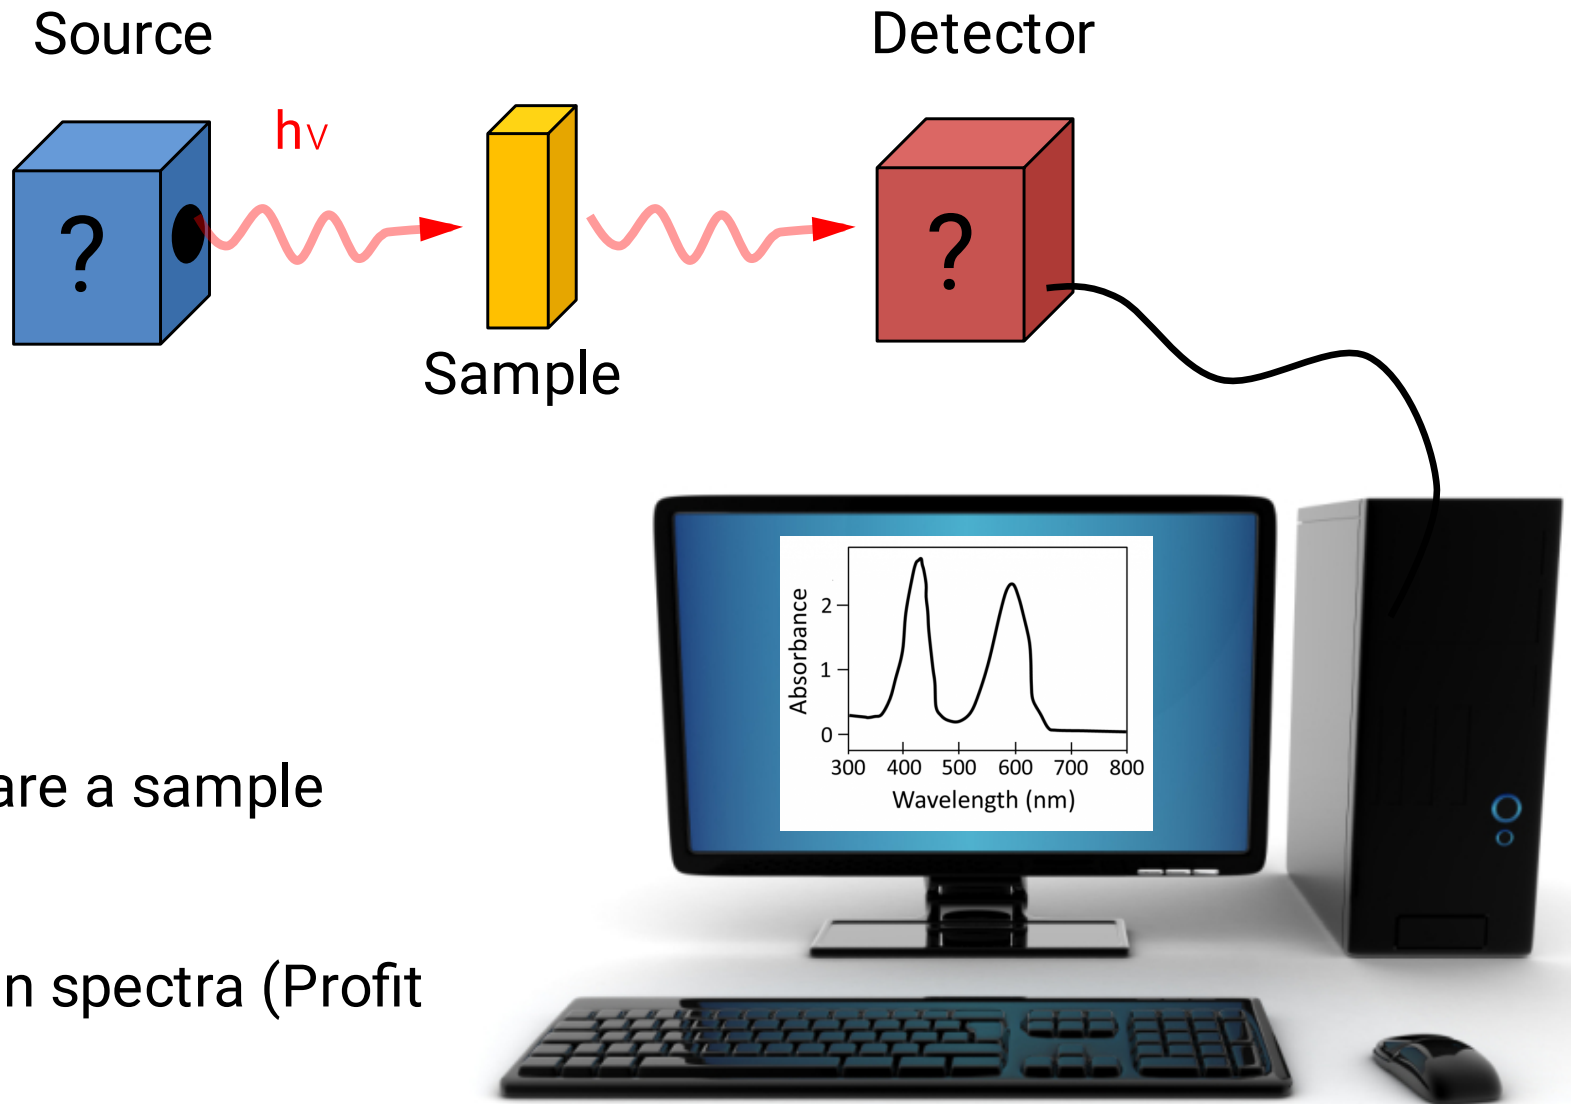 Source
Detector
hν
?
?
Sample
Absorbance
2
1
0
300 400 500 600 700 800
Wavelength (nm)
are a sample
n spectra (Profit